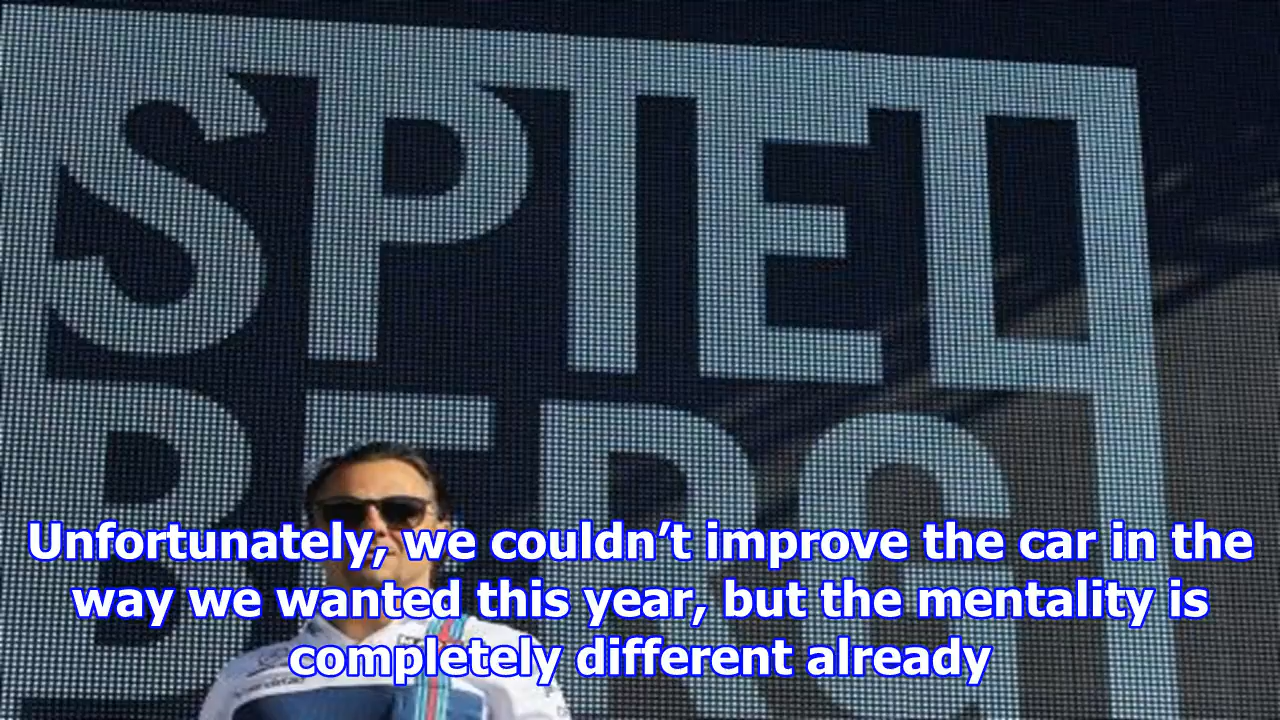 SPIEL
BERG
Unfortunately, we couldn’t improve the car in the
way we wanted this year, but the mentality is
completely different already